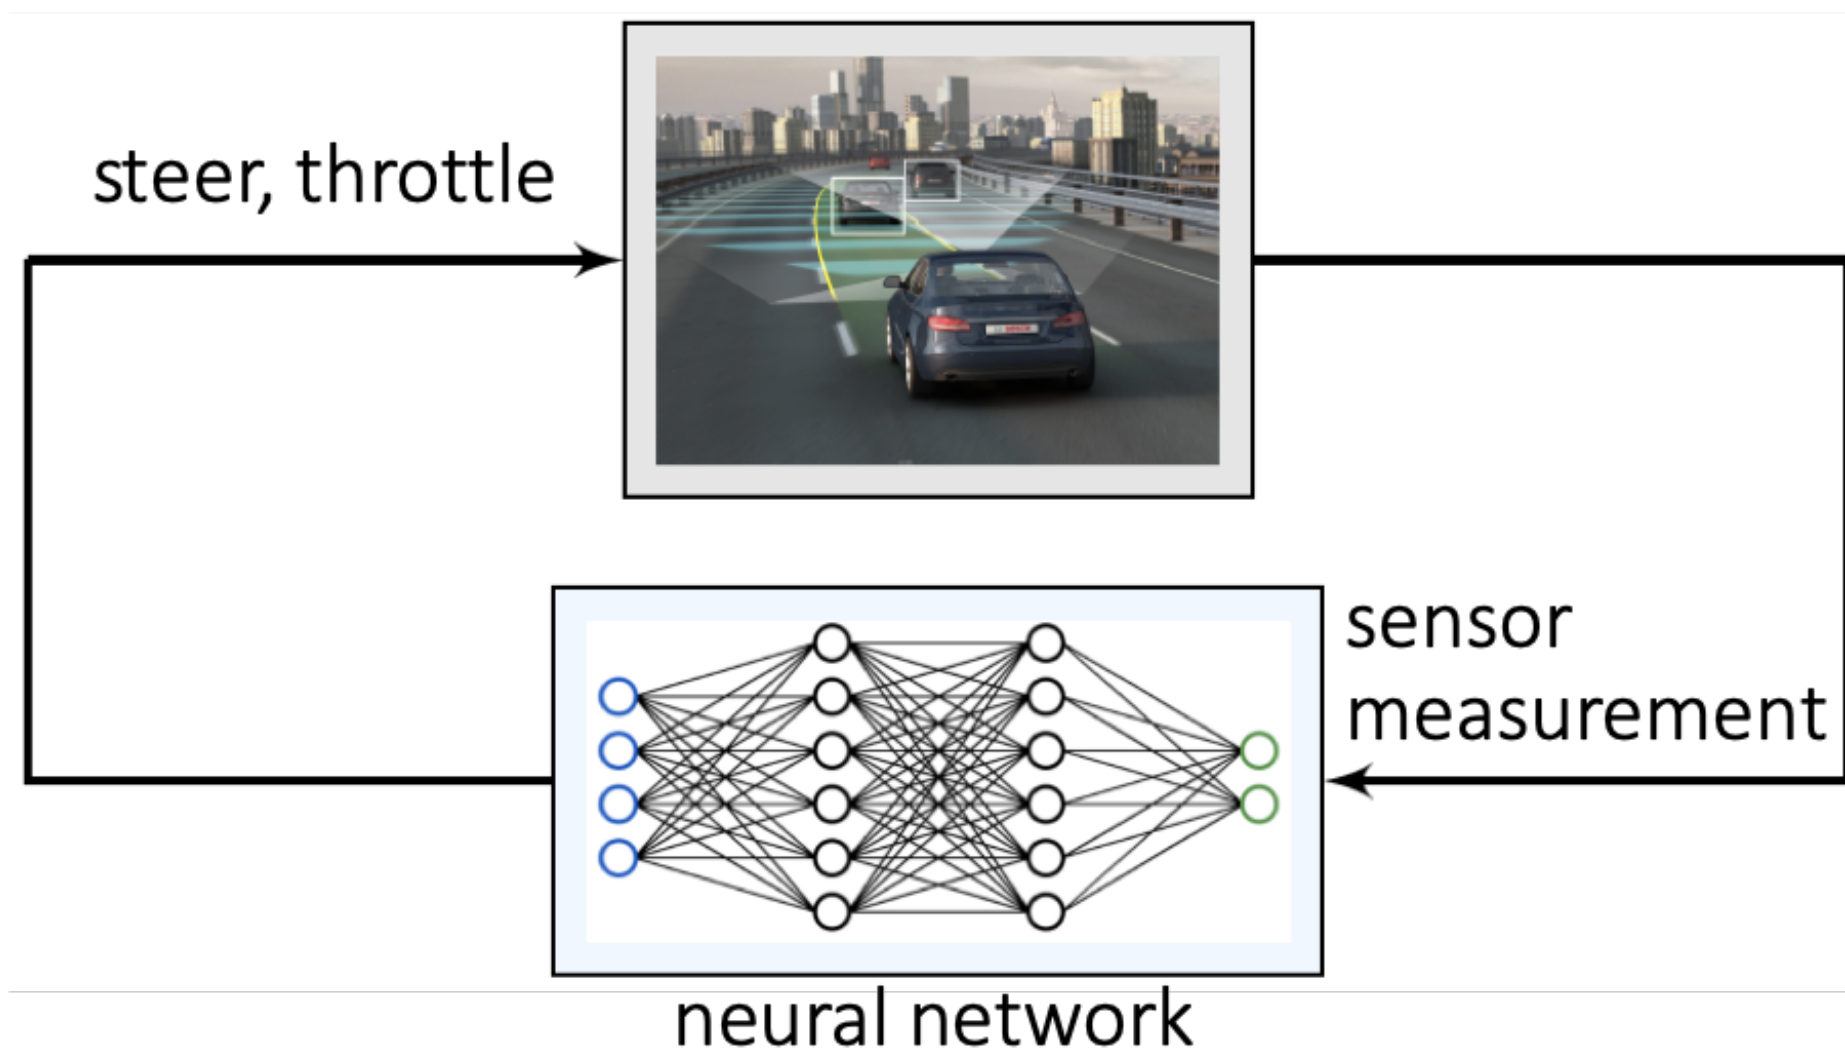 steer, throttle
sensor
measurement
neural network